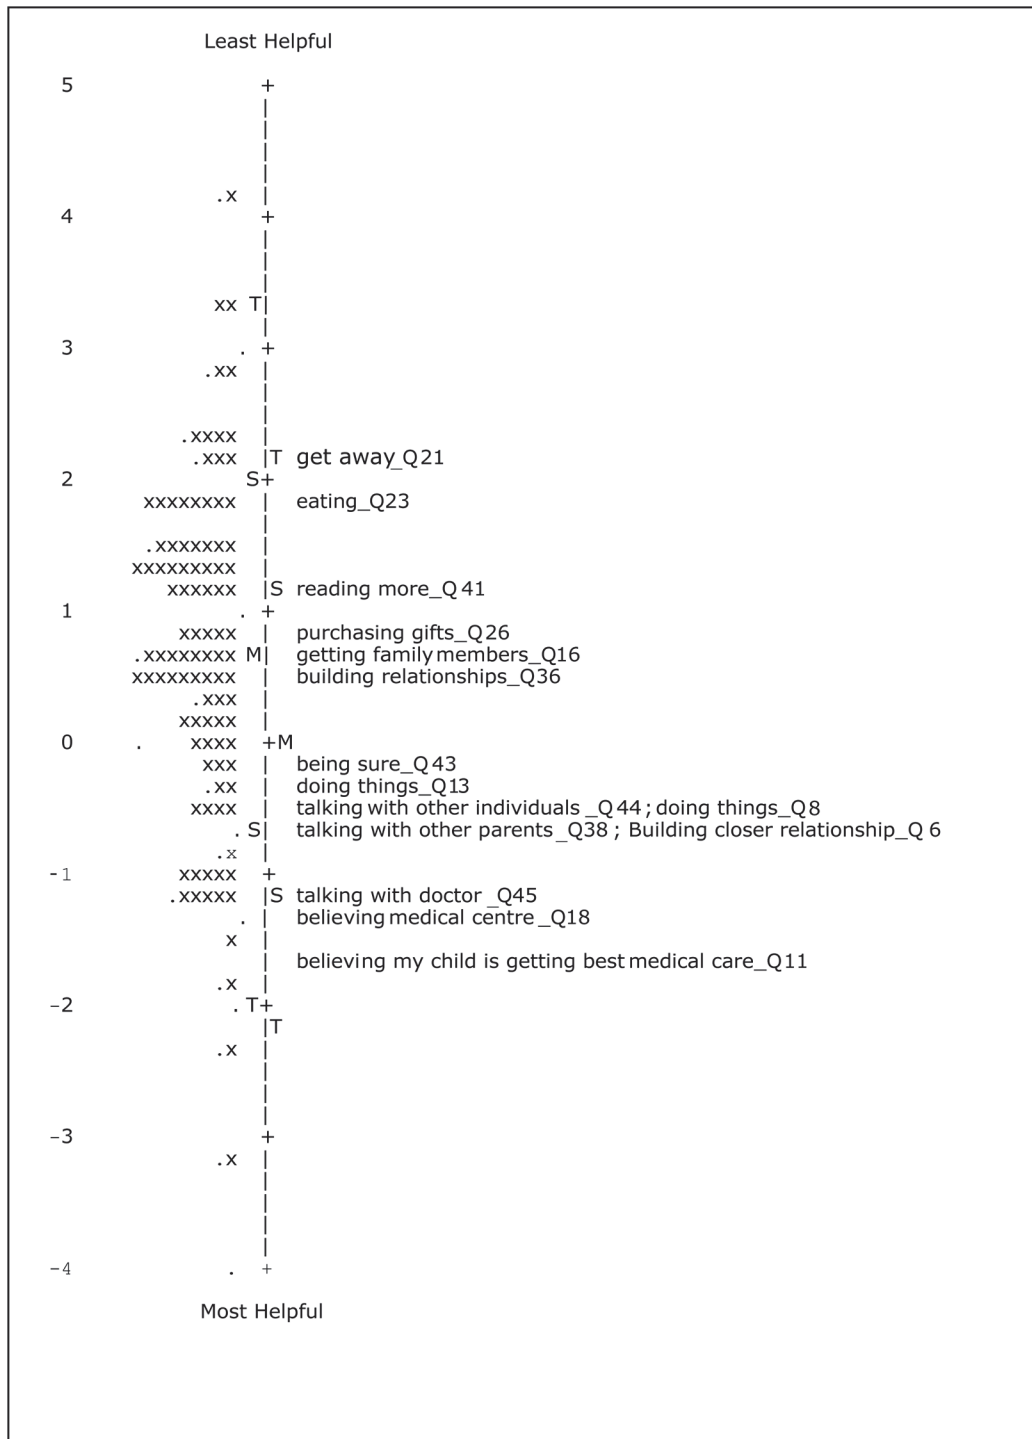 Least Helpful
5 +
|
|
|
|
.x |
4 +
|
|
|
xx T|
|
3 . +
.xx |
|
|
.xxxx |
.xxx |T get away_Q21
2 S+
xxxxxxxx | eating_Q23
|
.xxxxxxx |
xxxxxxxxx |
xxxxxx |S reading more_Q41
1 . +
xxxxx | purchasing gifts_Q26
.xxxxxxxx M| getting family members_Q16
xxxxxxxxx | building relationships_Q36
.xxx |
xxxxx |
0 . xxxx +M
xxx | being sure_Q43
.xx | doing things_Q13
xxxx | talking with other individuals _Q44 ; doing things_Q8
. S| talking with other parents _Q38 ; Building closer relationship_Q 6
.x |
-1 xxxxx +
.xxxxx |S talking with doctor _Q45
. | believing medical centre _Q18
x |
| believing my child is getting best medical care_Q11
.x |
-2 . T+
|T
.x |
|
|
|
-3 +
.x |
|
|
|
|
-4 . +
Most Helpful